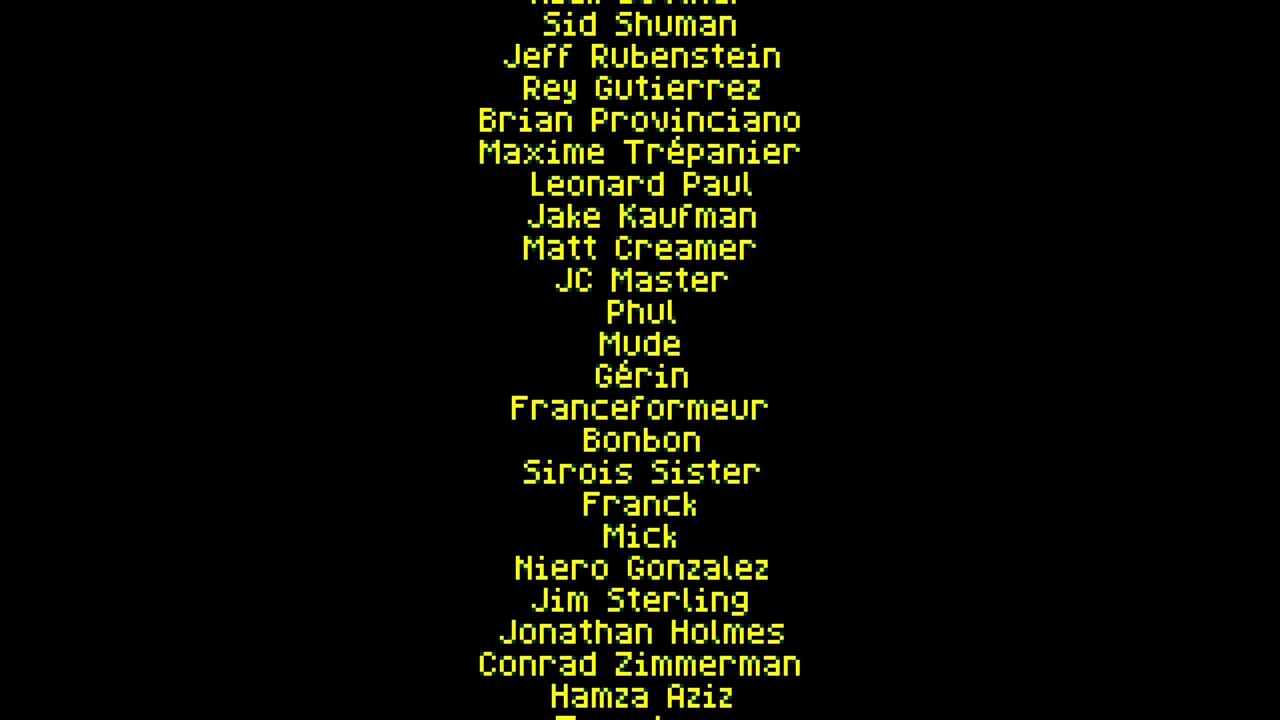 Sid Shuman
Jeff Rubenstein
Rey Gutierrez
Brian Provinciano
Maxime Trépanier
Leonard Paul
Jake Kaufman
Matt Creamer
JC Master
Phul
Mude
Gérin
Franceformeur
Bonbon
Sirois Sister
Franck
Mick
Niero Gonzalez
Jim Sterling
Jonathan Holmes
Conrad Zimmerman
Hamza Aziz